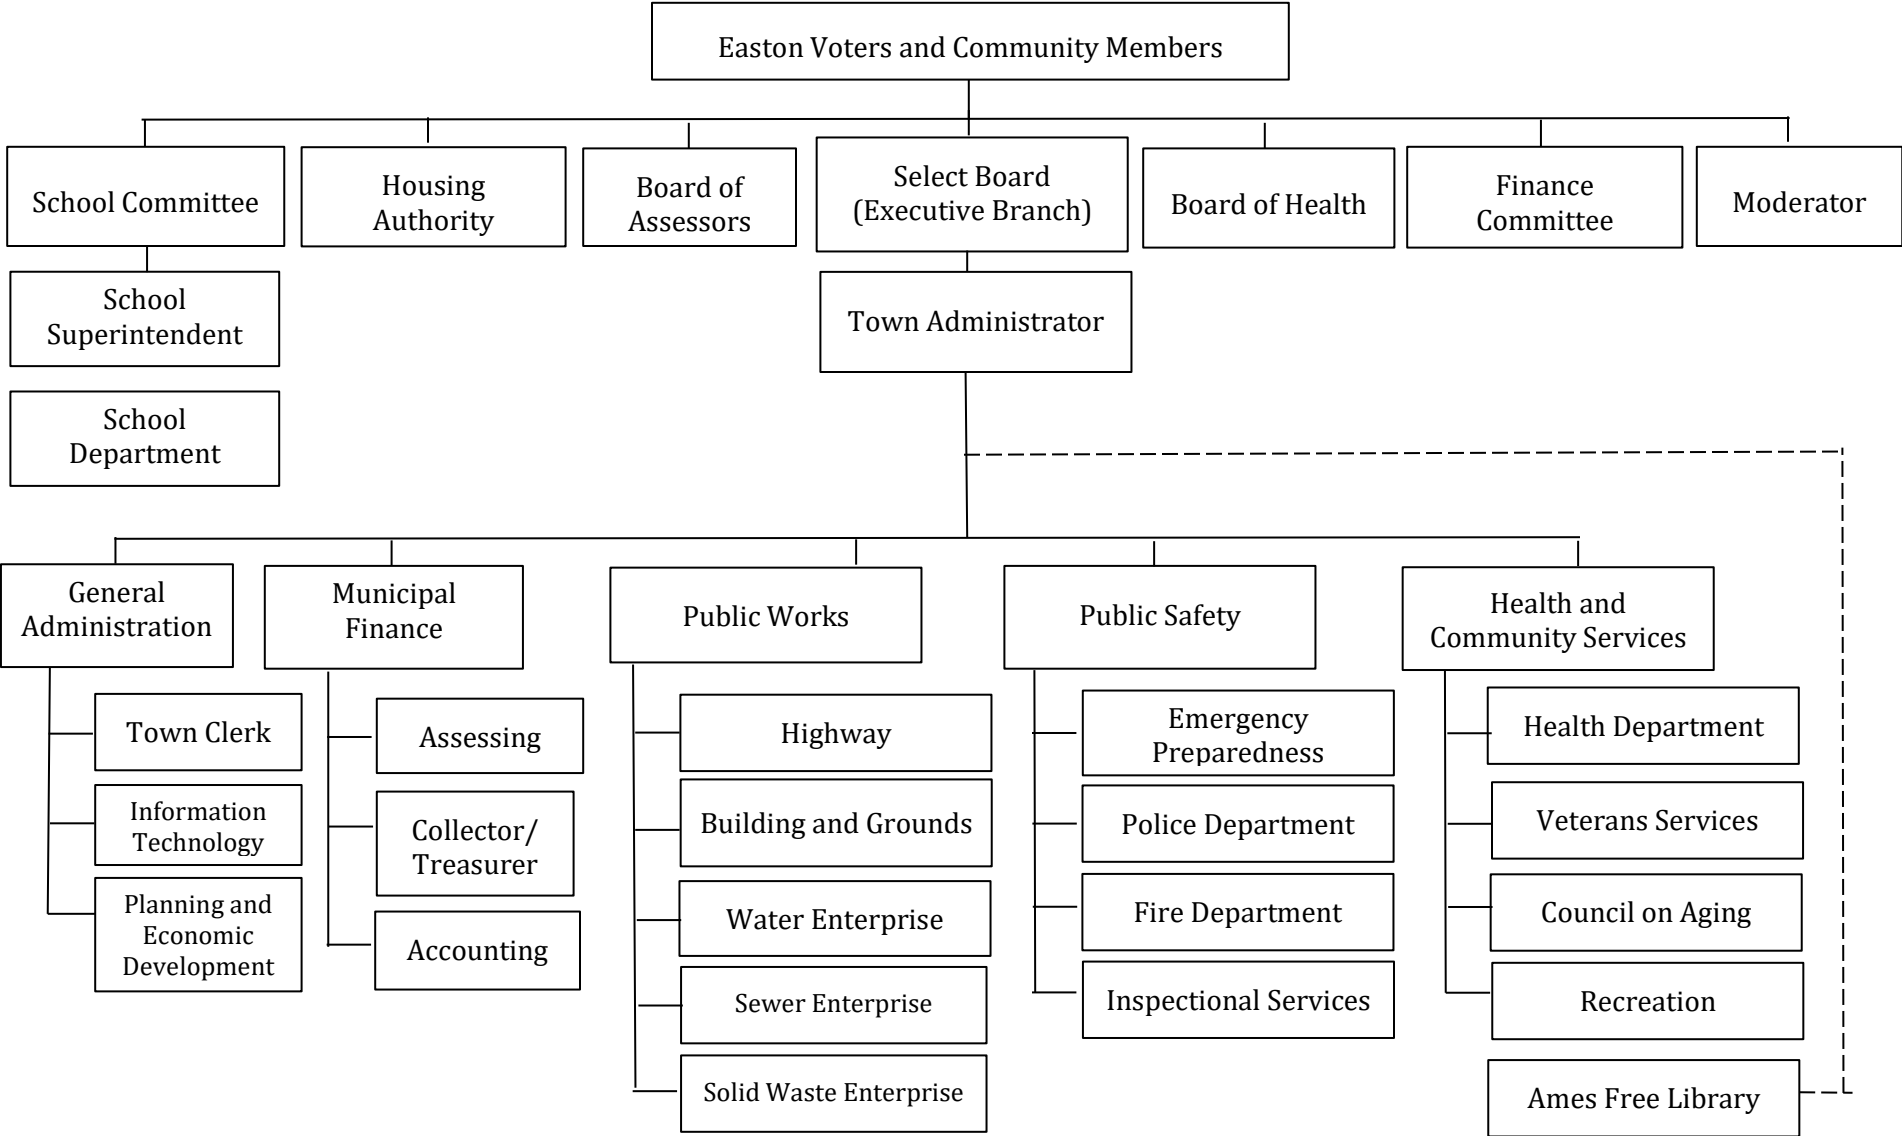 Easton Voters and Community Members
School Committee
Housing
Authority
Board of
Assessors
Select Board
(Executive Branch)
Board of Health
Finance
Committee
Moderator
School
Superintendent
Town Administrator
School
Department
General
Administration
Municipal
Finance
Public Works
Public Safety
Health and
Community Services
Town Clerk
Information
Technology
Planning and
Economic
Development
Assessing
Collector/
Treasurer
Accounting
Highway
Building and Grounds
Water Enterprise
Sewer Enterprise
Solid Waste Enterprise
Emergency
Preparedness
Police Department
Fire Department
Inspectional Services
Health Department
Veterans Services
Council on Aging
Recreation
Ames Free Library